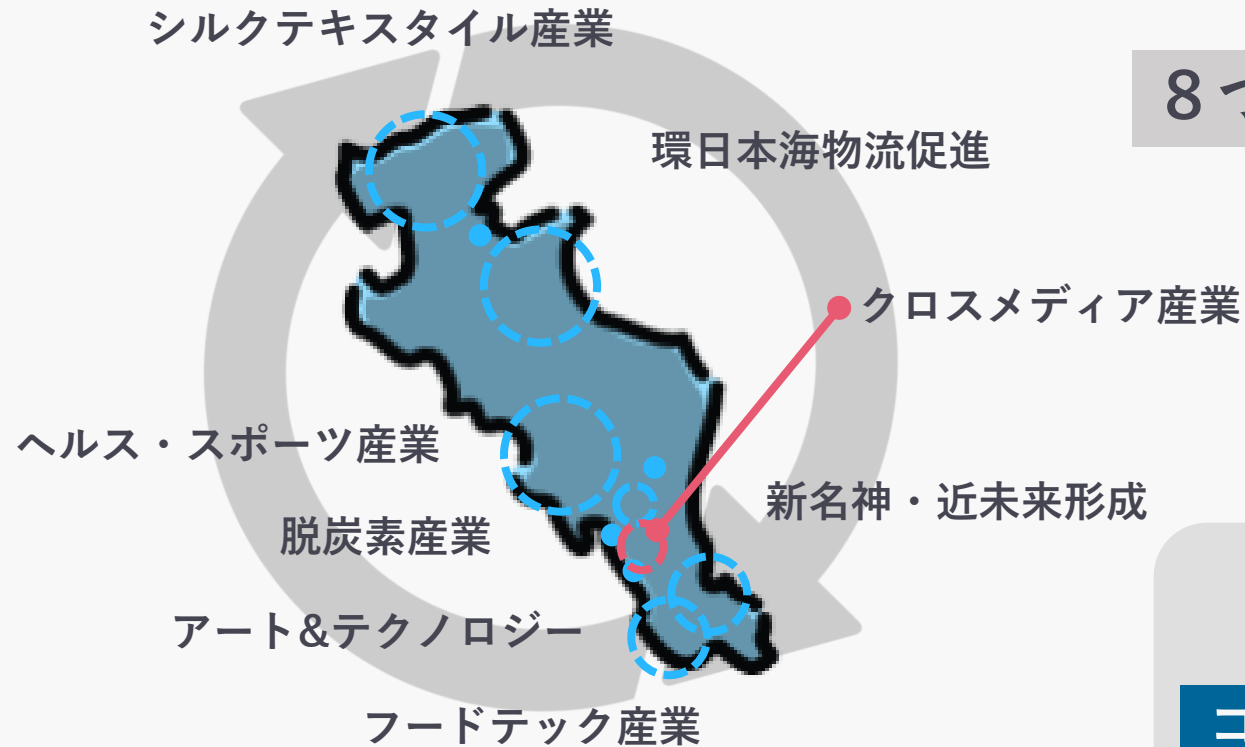 シルクテキスタイル産業
8つ
環日本海物流促進
クロスメディア産業
ヘルス・スポーツ産業
新名神・近未来形成
脱炭素産業
アート&テクノロジー
フードテック産業